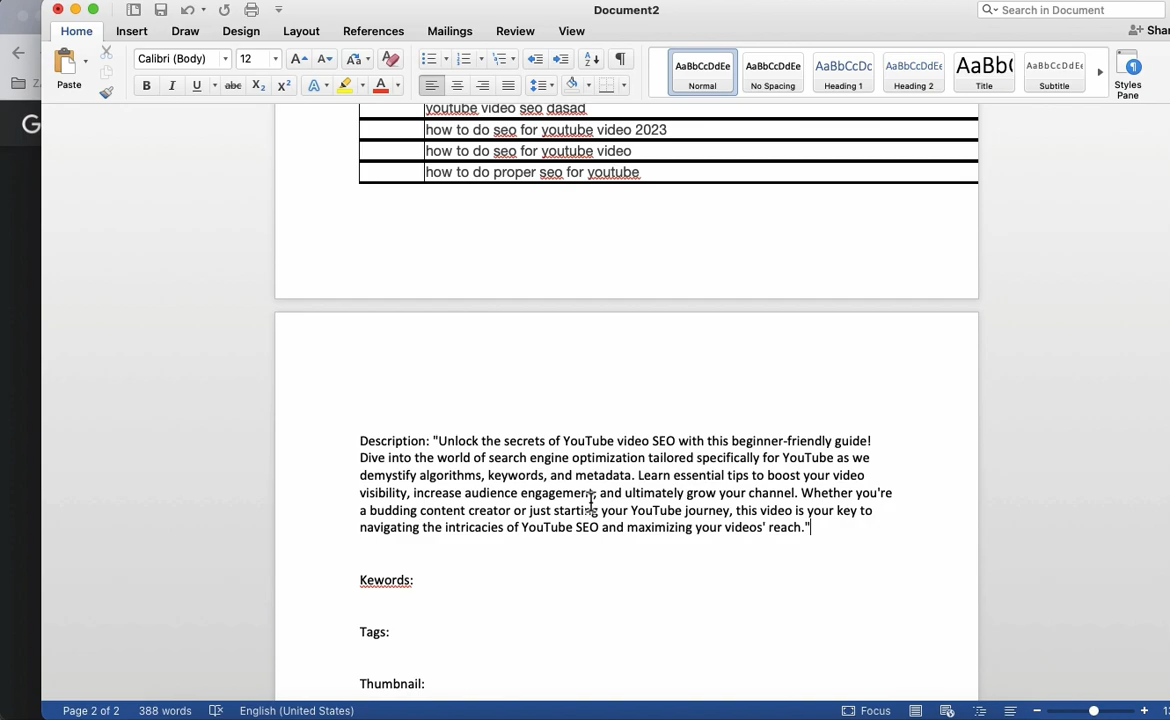 Document2
Search in Document
Home Insert Draw Design Layout References Mailings Review View
Shar
Paste
Calibri (Body) 12
AaBbCcDdEe AaBbCcDdEe AaBbCcDc AaBbCcDdEe AaBb( AaBbCcDdEe
Normal No Spacing Heading 1 Heading 2 Title Subtitle
Styles
Pane
youtube video seo dasad
how to do seo for youtube video 2023
how to do seo for youtube video
how to do proper seo for youtube
Description: "Unlock the secrets of YouTube video SEO with this beginner-friendly guide!
Dive into the world of search engine optimization tailored specifically for YouTube as we
demystify algorithms, keywords, and metadata. Learn essential tips to boost your video
visibility, increase audience engagement, and ultimately grow your channel. Whether you're
a budding content creator or just starting your YouTube journey, this video is your key to
navigating the intricacies of YouTube SEO and maximizing your videos' reach."
Kewords:
Tags:
Thumbnail:
Page 2 of 2 388 words English (United States) Focus